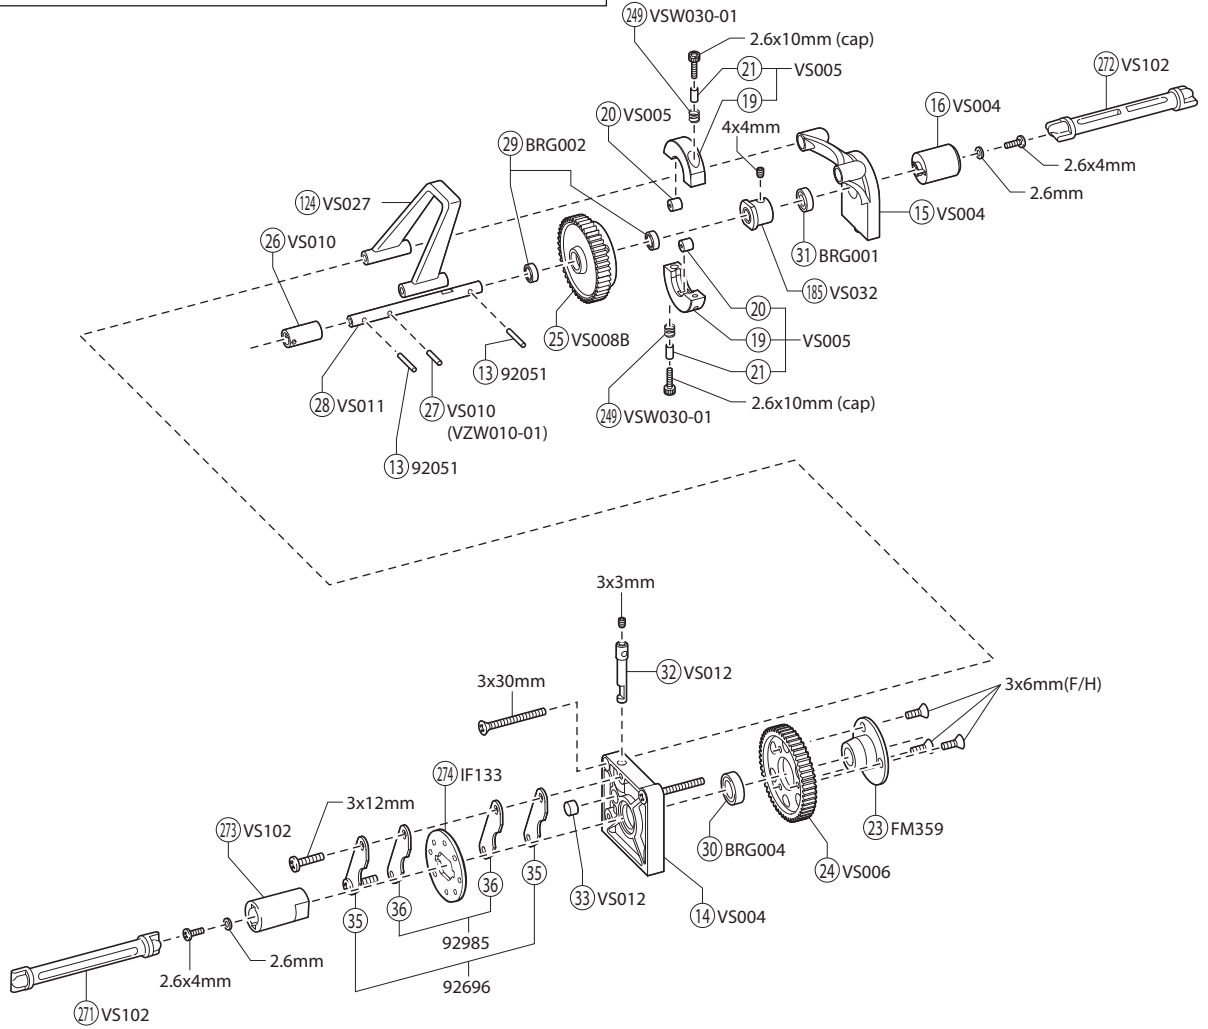 249 VSW030-01
2.6x10mm (cap)
21 VS005
19
272 VS102
16 VS004
20 VS005
4x4mm
29 BRG002
2.6x4mm
2.6mm
124 VS027
15 VS004
26 VS010
31 BRG001
185 VS032
20
25 VS008B
19 VS005
13 92051
21
28 VS011
27 VS010
(VZW010-01)
249 VSW030-01
2.6x10mm (cap)
13 92051
3x3mm
32 VS012
3x30mm
3x6mm(F/H)
274 IF133
3x12mm
273 VS102
23 FM359
30 BRG004
24 VS006
36
35
33 VS012
35
36
14 VS004
92985
2.6mm
2.6x4mm
92696
271 VS102